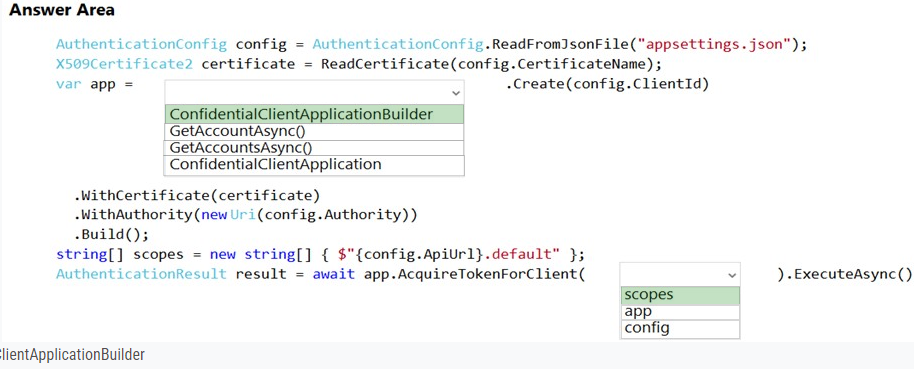 Answer Area
AuthenticationConfig config = AuthenticationConfig.ReadFromJsonFile("appsettings.json");
X509Certificate2 certificate = ReadCertificate(config.CertificateName);
var app = .Create(config.ClientId)
ConfidentialClientApplicationBuilder
GetAccountAsync()
GetAccountsAsync()
ConfidentialClientApplication
.WithCertificate(certificate)
.WithAuthority(new Uri(config.Authority))
.Build();
string[] scopes = new string[] { $"{config.ApiUrl}.default" };
AuthenticationResult result = await app.AcquireTokenForClient( ).ExecuteAsync()
scopes
app
config
lientApplicationBuilder